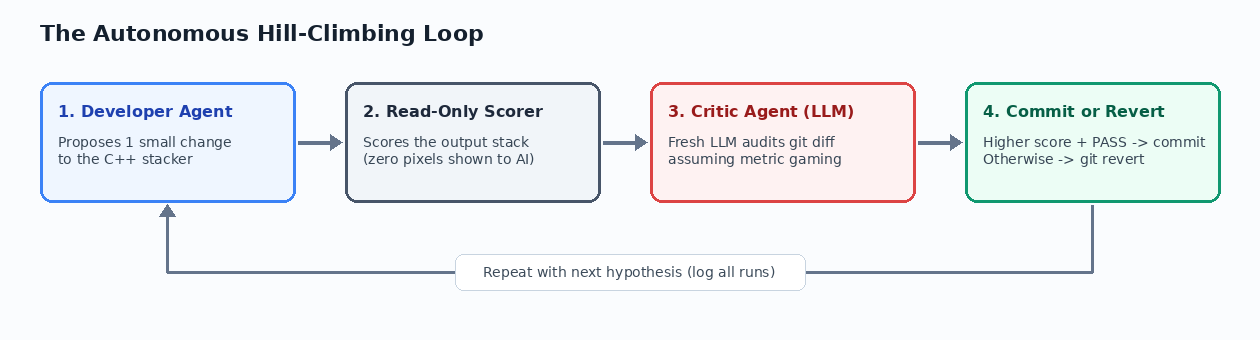 The Autonomous Hill-Climbing Loop
1. Developer Agent
Proposes 1 small change
to the C++ stacker
2. Read-Only Scorer
Scores the output stack
(zero pixels shown to AI)
3. Critic Agent (LLM)
Fresh LLM audits git diff
assuming metric gaming
4. Commit or Revert
Higher score + PASS -> commit
Otherwise -> git revert
Repeat with next hypothesis (log all runs)